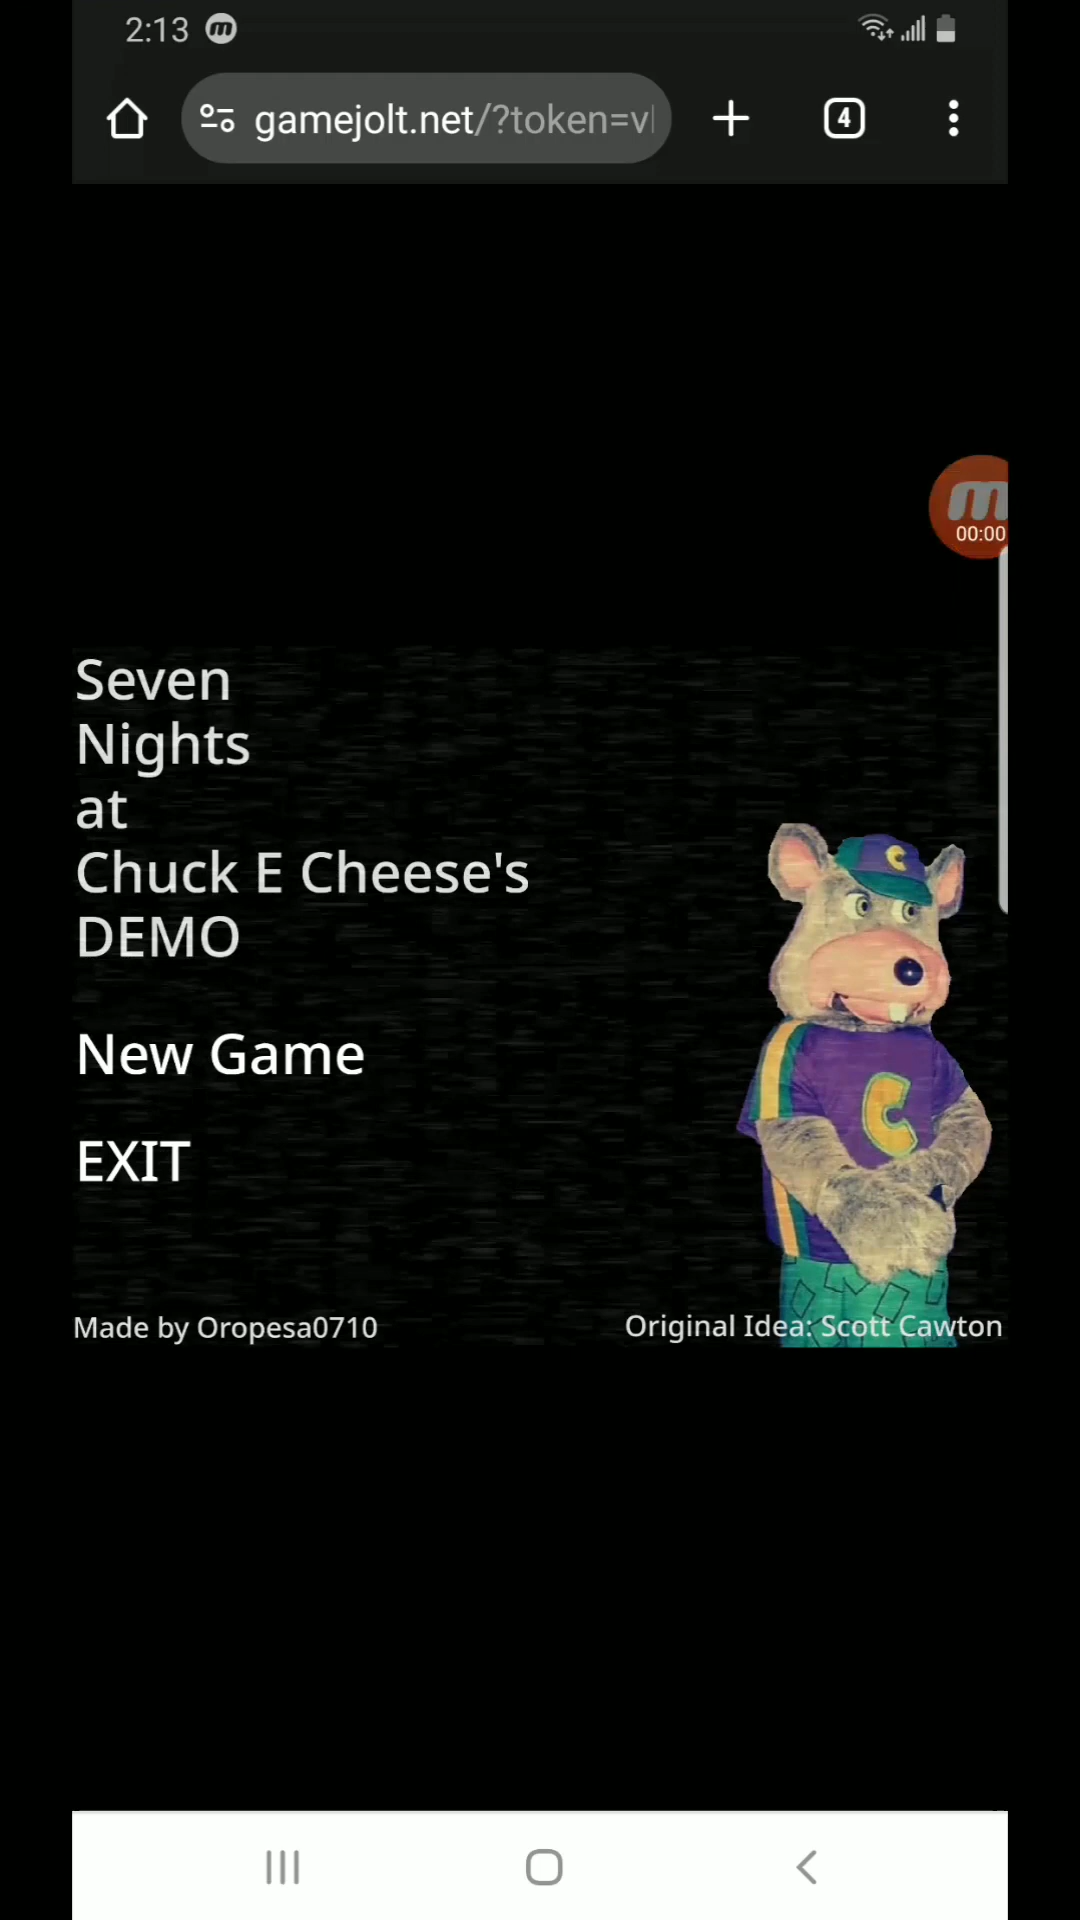 2:13
gamejolt.net/?token=v
4
00:00
Seven
Nights
at
Chuck E Cheese's
DEMO
New Game
EXIT
Made by Oropesa0710
Original Idea: Scott Cawton